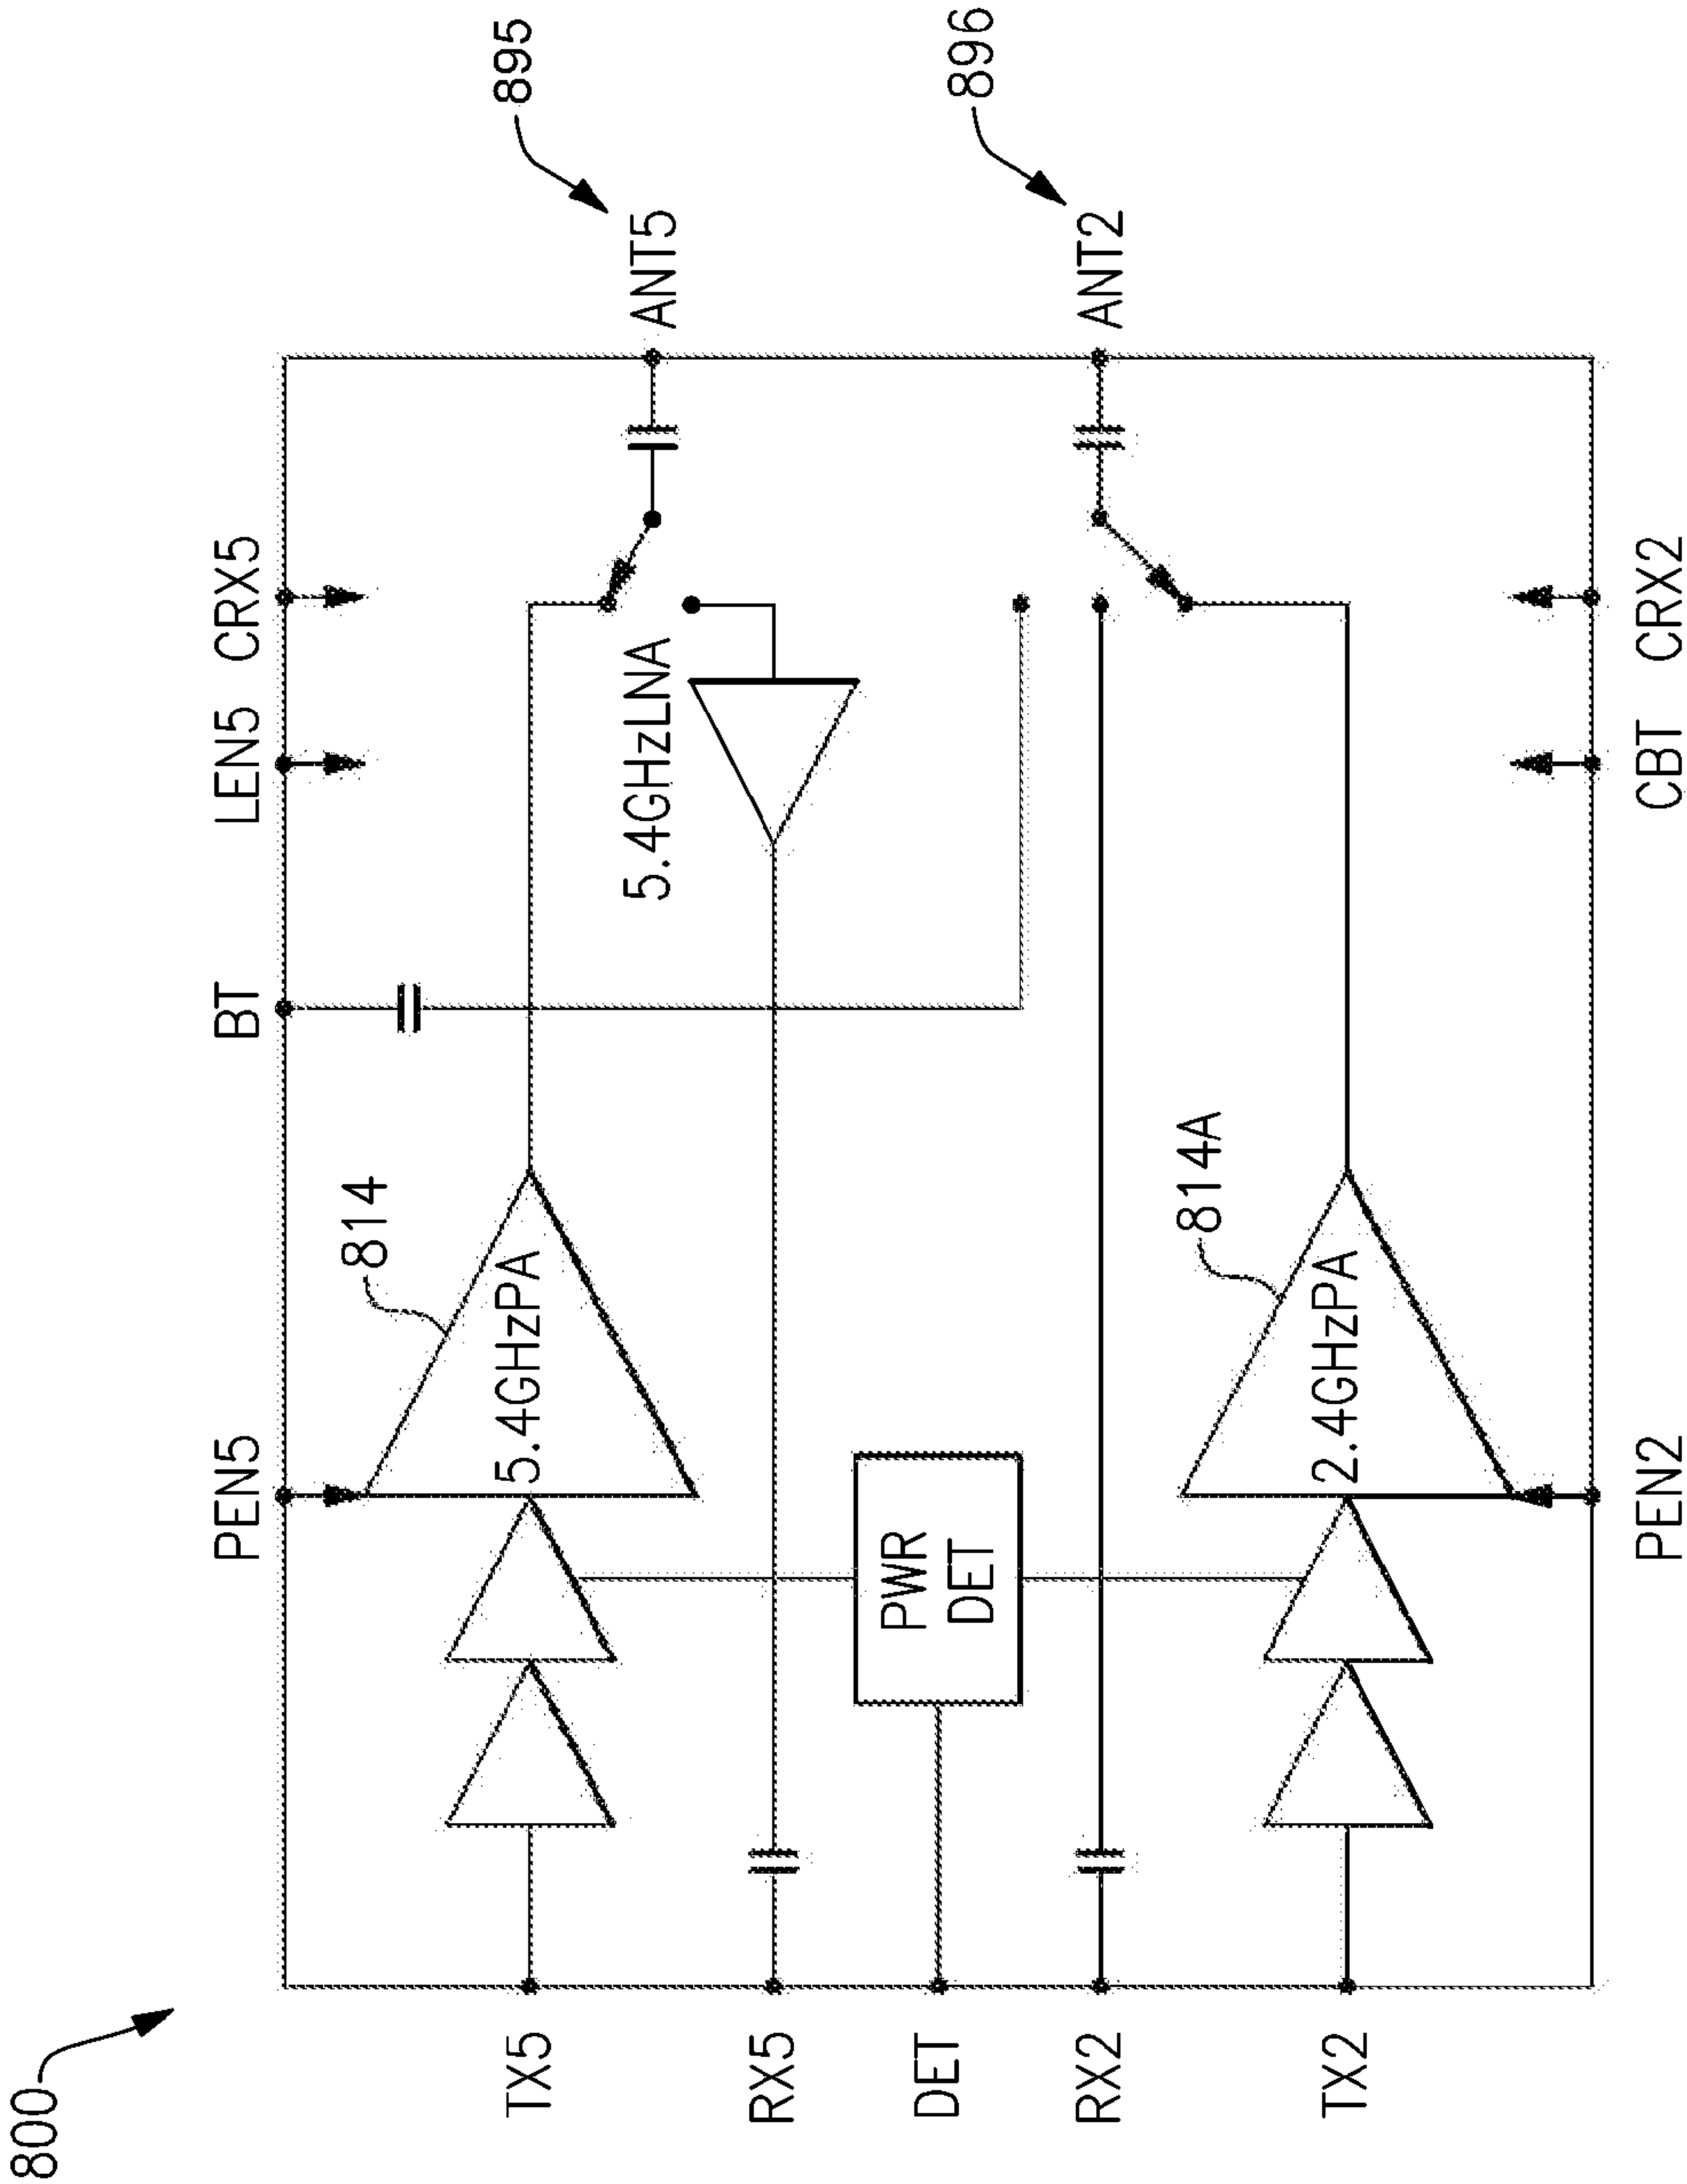 800
PEN5
BT
LEN5
CRX5
814
TX5
5.4GHzPA
895
ANT5
5.4GHzLNA
RX5
PWR
DET
DET
RX2
896
ANT2
814A
TX2
2.4GHzPA
PEN2
CBT
CRX2